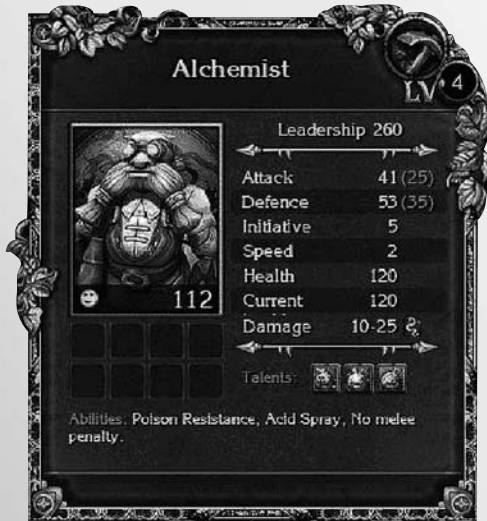 Alchemist
LV. 4
Leadership 260
Attack 41 (25)
Defence 53 (35)
Initiative 5
Speed 2
Health 120
Current 120
Damage 10-25
112
Talents:
Abilities: Poison Resistance, Acid Spray, No melee
penalty.